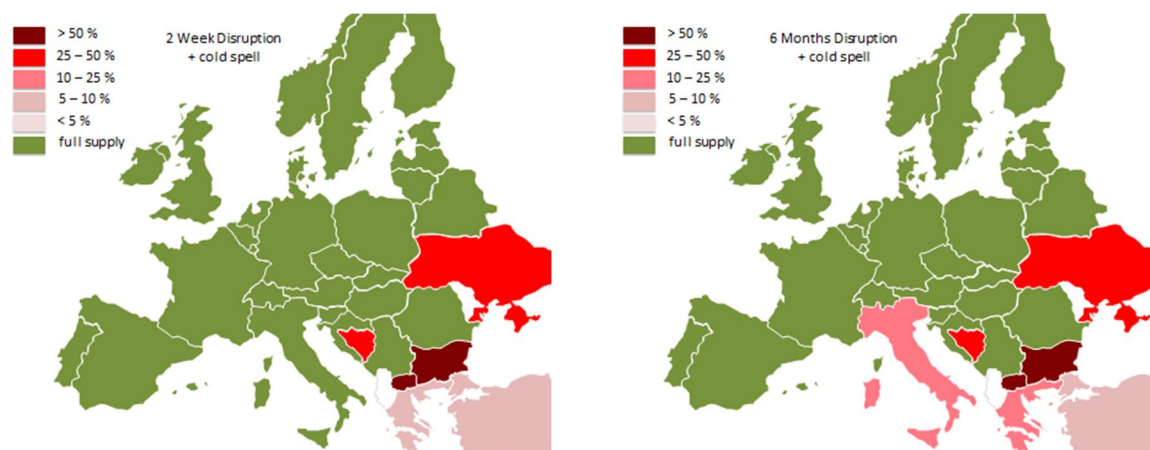 > 50 %
25 – 50 %
10 – 25 %
5 – 10 %
< 5 %
full supply
2 Week Disruption
+ cold spell
> 50 %
25 – 50 %
10 – 25 %
5 – 10 %
< 5 %
full supply
6 Months Disruption
+ cold spell